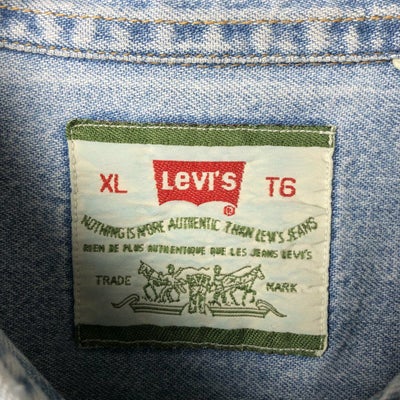 XL Levi's T6
NOTHING IS MORE AUTHENTIC THAN LEVI'S JEANS
RIEN DE PLUS AUTHENTIQUE QUE LES JEANS LEVI'S
TRADE MARK